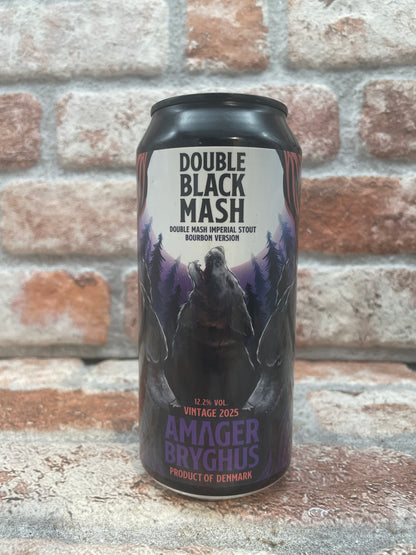 DOUBLE
BLACK
MASH
DOUBLE MASH IMPERIAL STOUT
BOURBON VERSION
12.2% VOL.
VINTAGE 2025
AMAGER
BRYGHUS
PRODUCT OF DENMARK